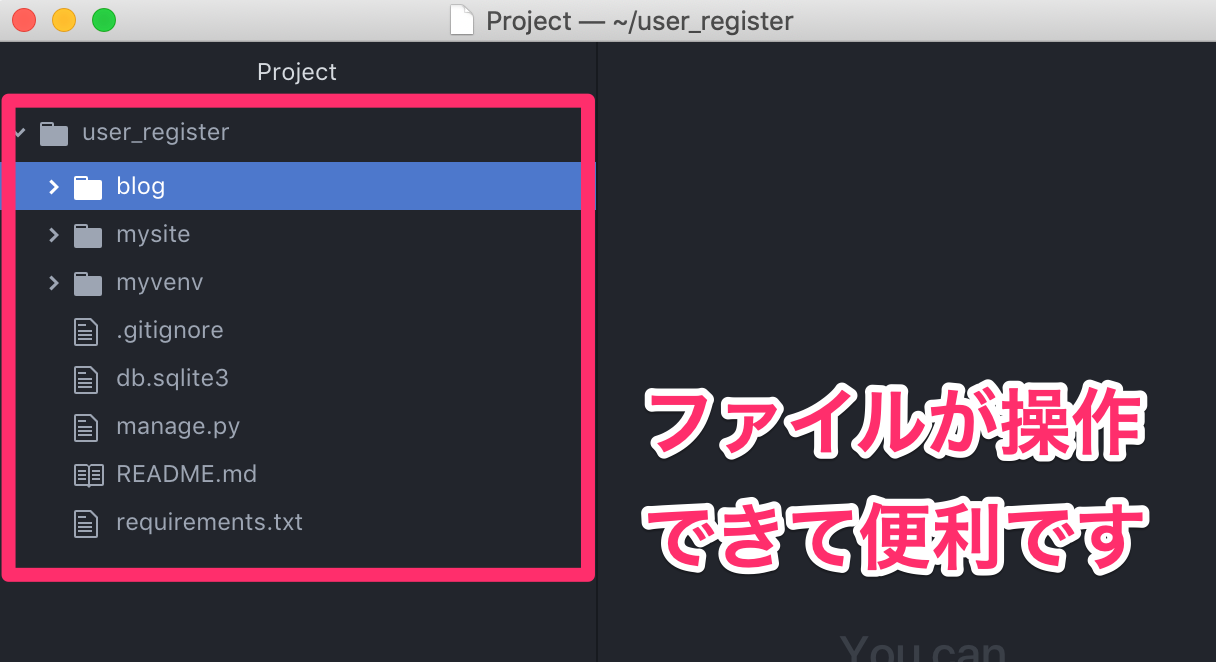 Project — ~/user_register
Project
user_register
blog
mysite
myvenv
.gitignore
db.sqlite3
manage.py
README.md
requirements.txt
ファイルが操作
できて便利です
You can